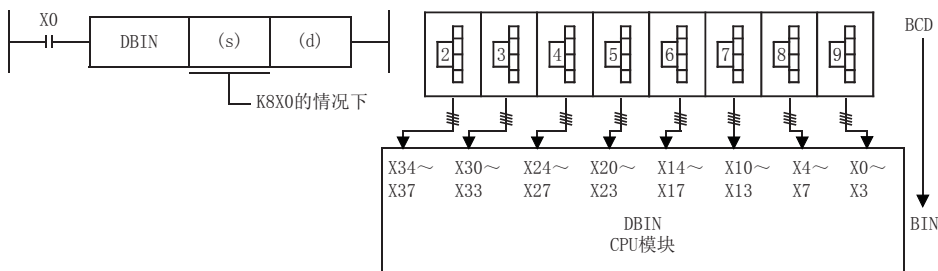 X0
DBIN (s) (d)
K8X0的情况下
2 3 4 5 6 7 8 9
BCD
X34～ X30～ X24～ X20～ X14～ X10～ X4～ X0～
X37 X33 X27 X23 X17 X13 X7 X3
DBIN
CPU模块
BIN